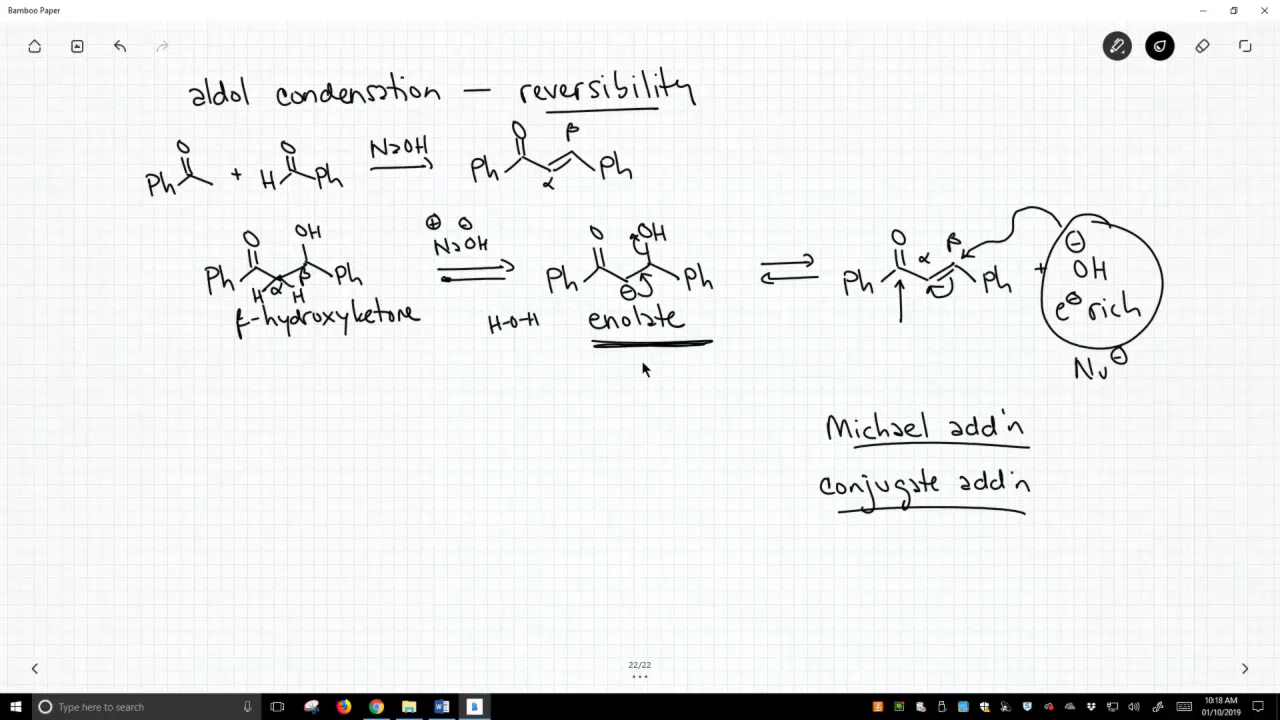 Bamboo Paper
aldol condensation — reversibility
O O NaOH O β
Ph + H Ph Ph α Ph
O OH ⊕ ⊖ NaOH O OH O α β ⊖
Ph H α H β Ph Ph ⊖ Ph Ph Ph + OH
β-hydroxyketone H-O-H enolate e⊖ rich
Nu⊖
Michael add'n
conjugate add'n
22/22
Type here to search
10:18 AM
01/10/2019